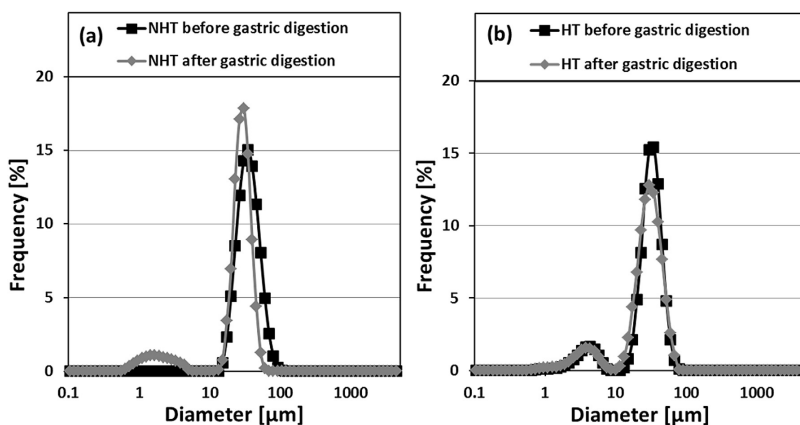 (a)
NHT before gastric digestion
NHT after gastric digestion
20
15
10
5
0
Frequency [%]
0.1 1 10 100 1000
Diameter [µm]
(b)
HT before gastric digestion
HT after gastric digestion
20
15
10
5
0
Frequency [%]
0.1 1 10 100 1000
Diameter [µm]